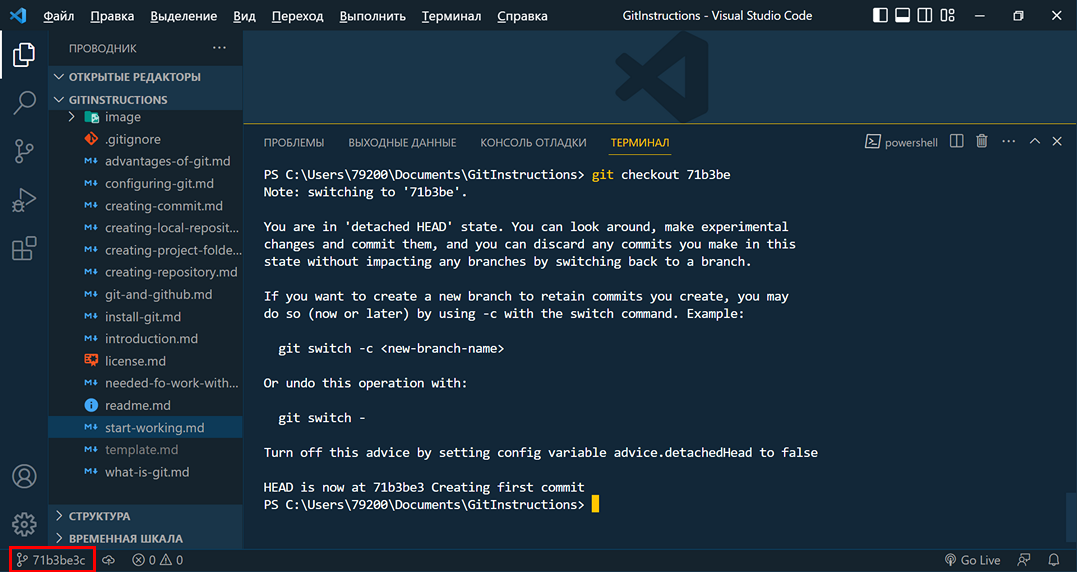 Файл Правка Выделение Вид Переход Выполнить Терминал Справка GitInstructions - Visual Studio Code
ПРОВОДНИК
ОТКРЫТЫЕ РЕДАКТОРЫ
GITINSTRUCTIONS
image
.gitignore
advantages-of-git.md
configuring-git.md
creating-commit.md
creating-local-reposit...
creating-project-folde...
creating-repository.md
git-and-github.md
install-git.md
introduction.md
license.md
needed-fo-work-with...
readme.md
start-working.md
template.md
what-is-git.md
СТРУКТУРА
ВРЕМЕННАЯ ШКАЛА
ПРОБЛЕМЫ ВЫХОДНЫЕ ДАННЫЕ КОНСОЛЬ ОТЛАДКИ ТЕРМИНАЛ powershell
PS C:\Users\79200\Documents\GitInstructions> git checkout 71b3be
Note: switching to '71b3be'.
You are in 'detached HEAD' state. You can look around, make experimental
changes and commit them, and you can discard any commits you make in this
state without impacting any branches by switching back to a branch.
If you want to create a new branch to retain commits you create, you may
do so (now or later) by using -c with the switch command. Example:
git switch -c <new-branch-name>
Or undo this operation with:
git switch -
Turn off this advice by setting config variable advice.detachedHead to false
HEAD is now at 71b3be3 Creating first commit
PS C:\Users\79200\Documents\GitInstructions>
71b3be3c 0 0 Go Live